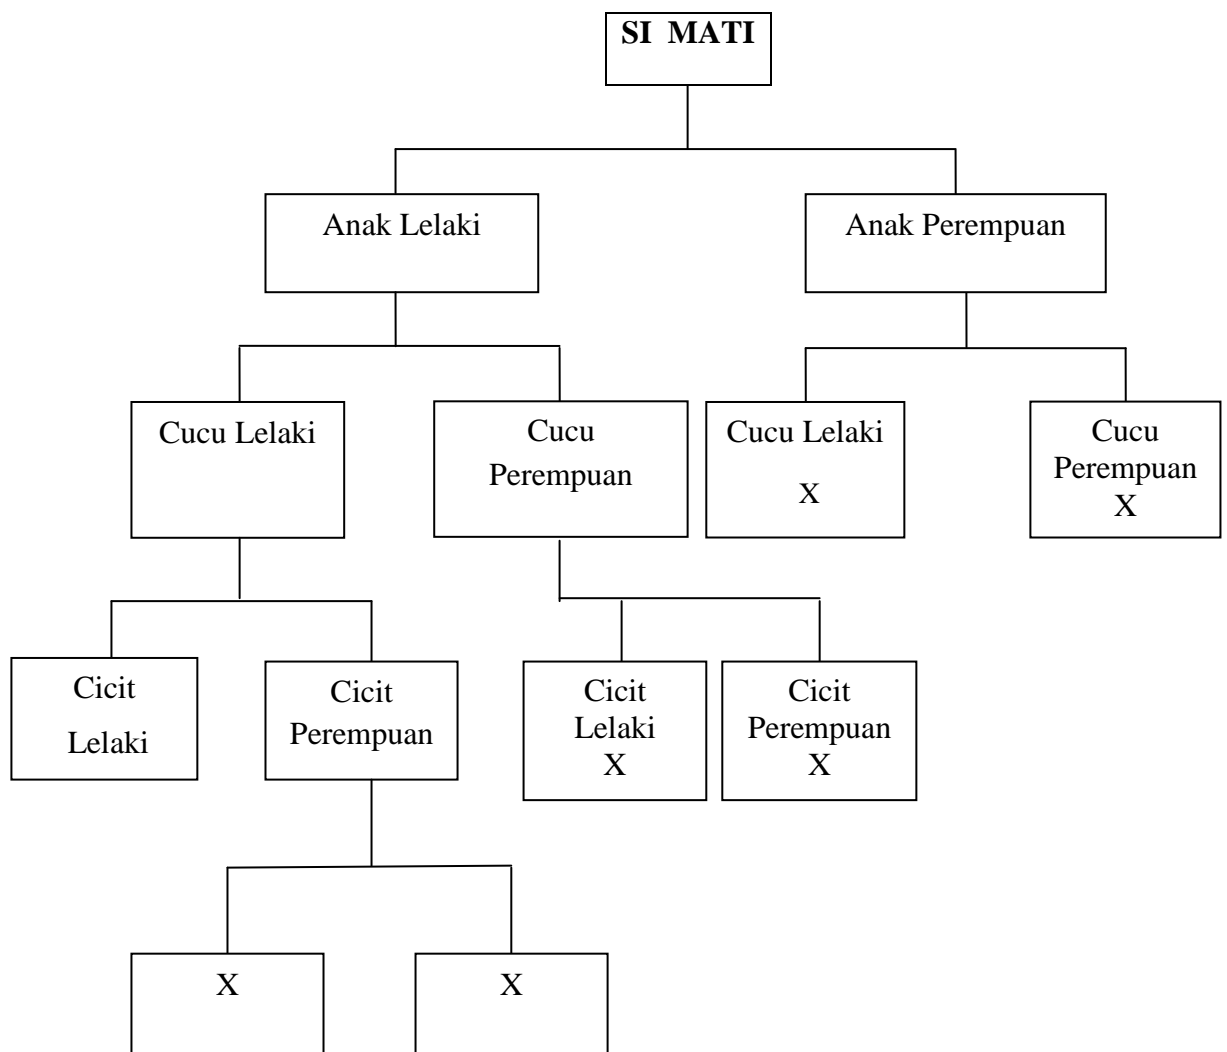 SI MATI
Anak Lelaki
Anak Perempuan
Cucu Lelaki
Cucu
Perempuan
Cucu Lelaki
X
Cucu
Perempuan
X
Cicit
Lelaki
Cicit
Perempuan
Cicit
Lelaki
X
Cicit
Perempuan
X
X
X